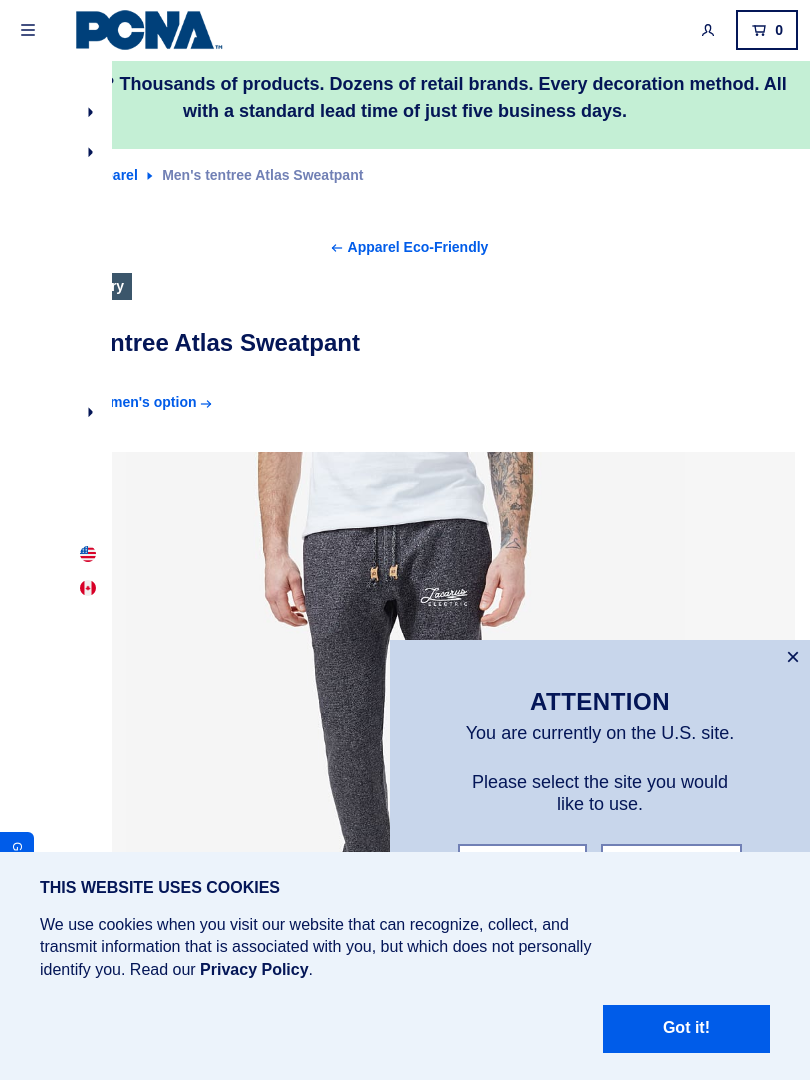 PCNA™
0
? Thousands of products. Dozens of retail brands. Every decoration method. All
with a standard lead time of just five business days.
arel
Men's tentree Atlas Sweatpant
Apparel Eco-Friendly
ry
ntree Atlas Sweatpant
men's option
Zacarus
ELECTRIC
ATTENTION
You are currently on the U.S. site.
Please select the site you would
like to use.
G
THIS WEBSITE USES COOKIES
We use cookies when you visit our website that can recognize, collect, and
transmit information that is associated with you, but which does not personally
identify you. Read our Privacy Policy.
Got it!